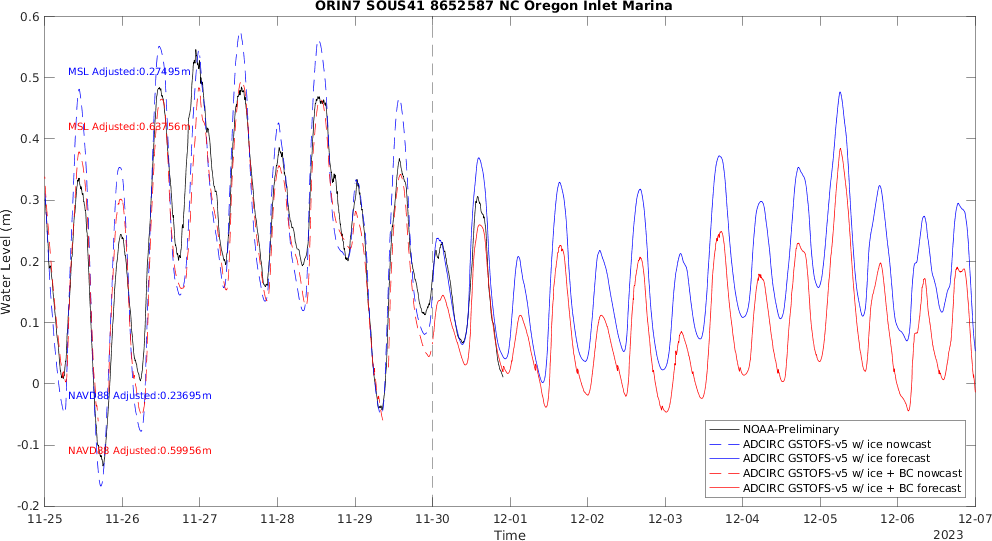 ORIN7 SOUS41 8652587 NC Oregon Inlet Marina
0.6
0.5
0.4
0.3
0.2
0.1
0
-0.1
-0.2
Water Level (m)
MSL Adjusted:0.27495m
MSL Adjusted:0.63756m
NAVD88 Adjusted:0.23695m
NAVD88 Adjusted:0.59956m
NOAA-Preliminary
ADCIRC GSTOFS-v5 w/ ice nowcast
ADCIRC GSTOFS-v5 w/ ice forecast
ADCIRC GSTOFS-v5 w/ ice + BC nowcast
ADCIRC GSTOFS-v5 w/ ice + BC forecast
11-25 11-26 11-27 11-28 11-29 11-30 12-01 12-02 12-03 12-04 12-05 12-06 12-07
Time
2023